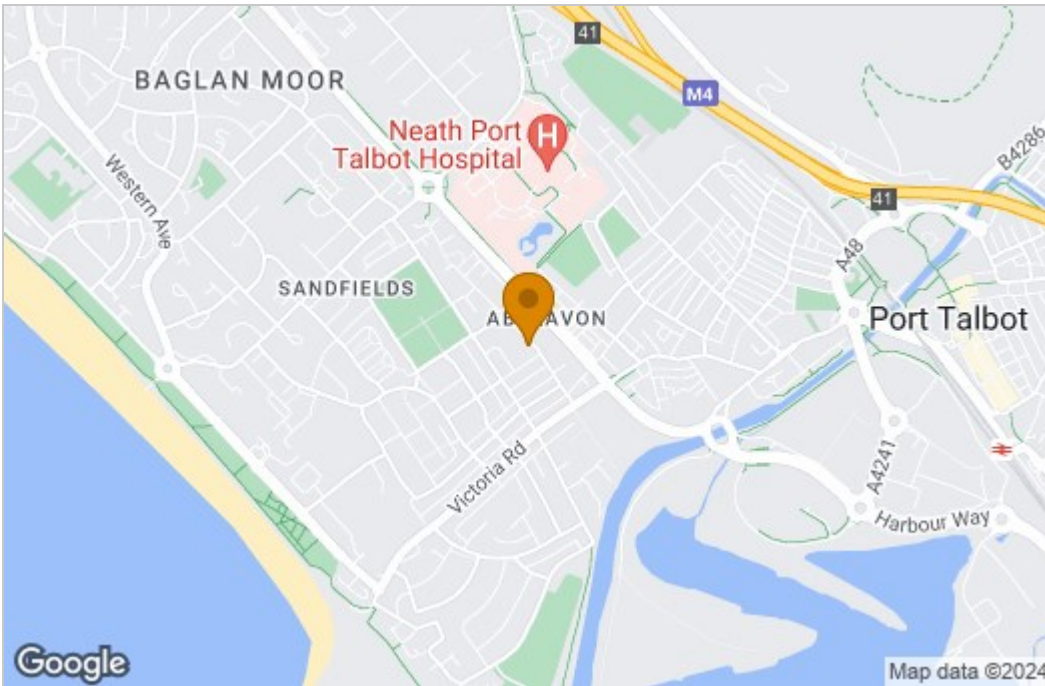 41
M4
BAGLAN MOOR
Neath Port
Talbot Hospital
H
B4286
Western Ave
41
A48
SANDFIELDS
Port Talbot
Victoria Rd
A4241
Harbour Way
Google
Map data ©2024